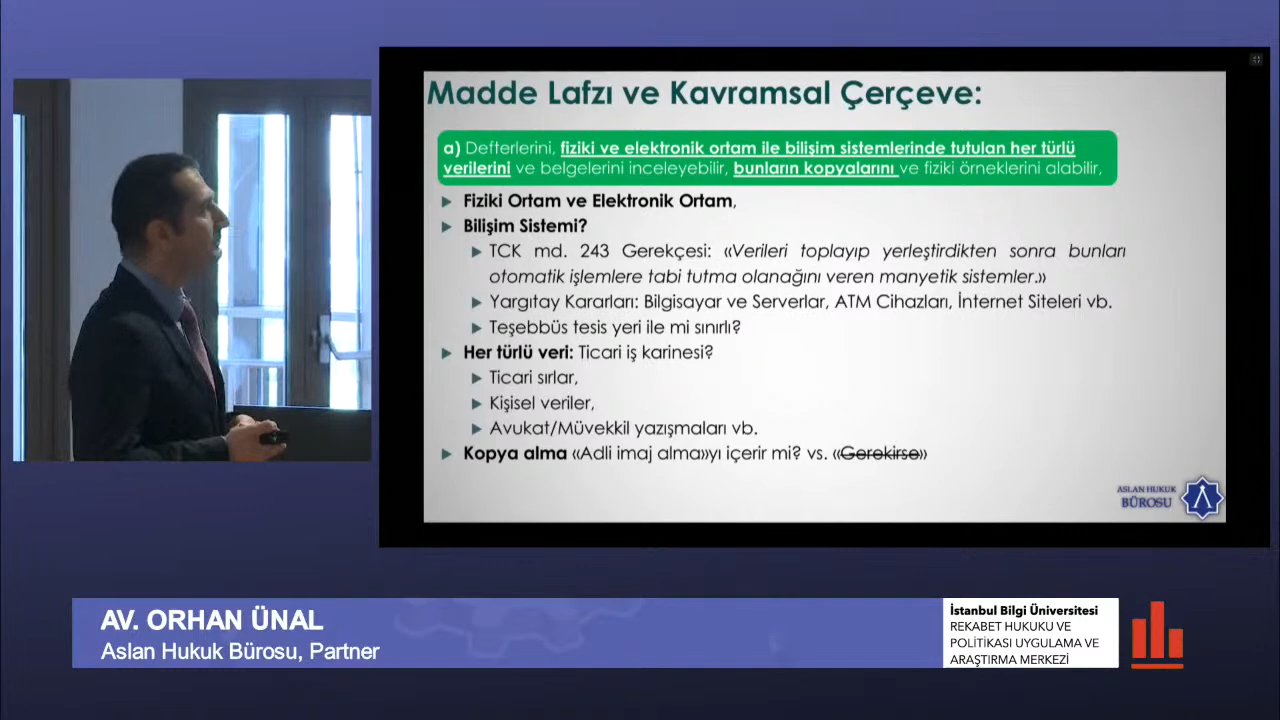 Madde Lafzı ve Kavramsal Çerçeve:
a) Defterlerini, fiziki ve elektronik ortam ile bilişim sistemlerinde tutulan her türlü
verilerini ve belgelerini inceleyebilir, bunların kopyalarını ve fiziki örneklerini alabilir,
Fiziki Ortam ve Elektronik Ortam,
Bilişim Sistemi?
TCK md. 243 Gerekçesi: «Verileri toplayıp yerleştirdikten sonra bunları
otomatik işlemlere tabi tutma olanağını veren manyetik sistemler.»
Yargıtay Kararları: Bilgisayar ve Serverlar, ATM Cihazları, İnternet Siteleri vb.
Teşebbüs tesis yeri ile mi sınırlı?
Her türlü veri: Ticari iş karinesi?
Ticari sırlar,
Kişisel veriler,
Avukat/Müvekkil yazışmaları vb.
Kopya alma «Adli imaj alma»yı içerir mi? vs. «Gerekirse»
ASLAN HUKUK
BÜROSU
AV. ORHAN ÜNAL
Aslan Hukuk Bürosu, Partner
İstanbul Bilgi Üniversitesi
REKABET HUKUKU VE
POLİTİKASI UYGULAMA VE
ARAŞTIRMA MERKEZİ